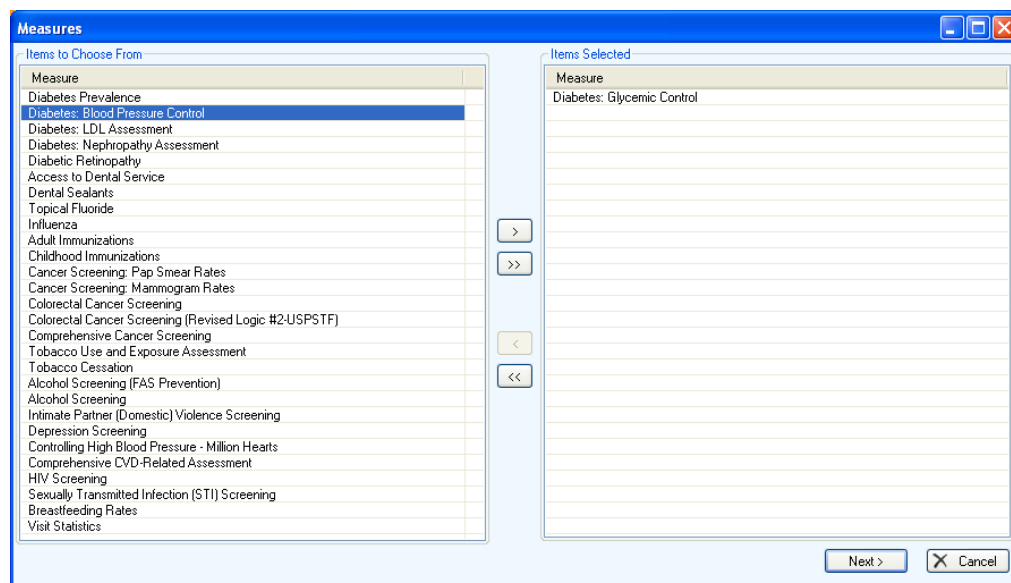 Measures
Items to Choose From
Measure
Diabetes Prevalence
Diabetes: Blood Pressure Control
Diabetes: LDL Assessment
Diabetes: Nephropathy Assessment
Diabetic Retinopathy
Access to Dental Service
Dental Sealants
Topical Fluoride
Influenza
Adult Immunizations
Childhood Immunizations
Cancer Screening: Pap Smear Rates
Cancer Screening: Mammogram Rates
Colorectal Cancer Screening
Colorectal Cancer Screening (Revised Logic #2-USPSTF)
Comprehensive Cancer Screening
Tobacco Use and Exposure Assessment
Tobacco Cessation
Alcohol Screening (FAS Prevention)
Alcohol Screening
Intimate Partner (Domestic) Violence Screening
Depression Screening
Controlling High Blood Pressure - Million Hearts
Comprehensive CVD-Related Assessment
HIV Screening
Sexually Transmitted Infection (STI) Screening
Breastfeeding Rates
Visit Statistics
>
>>
<
<<
Items Selected
Measure
Diabetes: Glycemic Control
Next >
Cancel